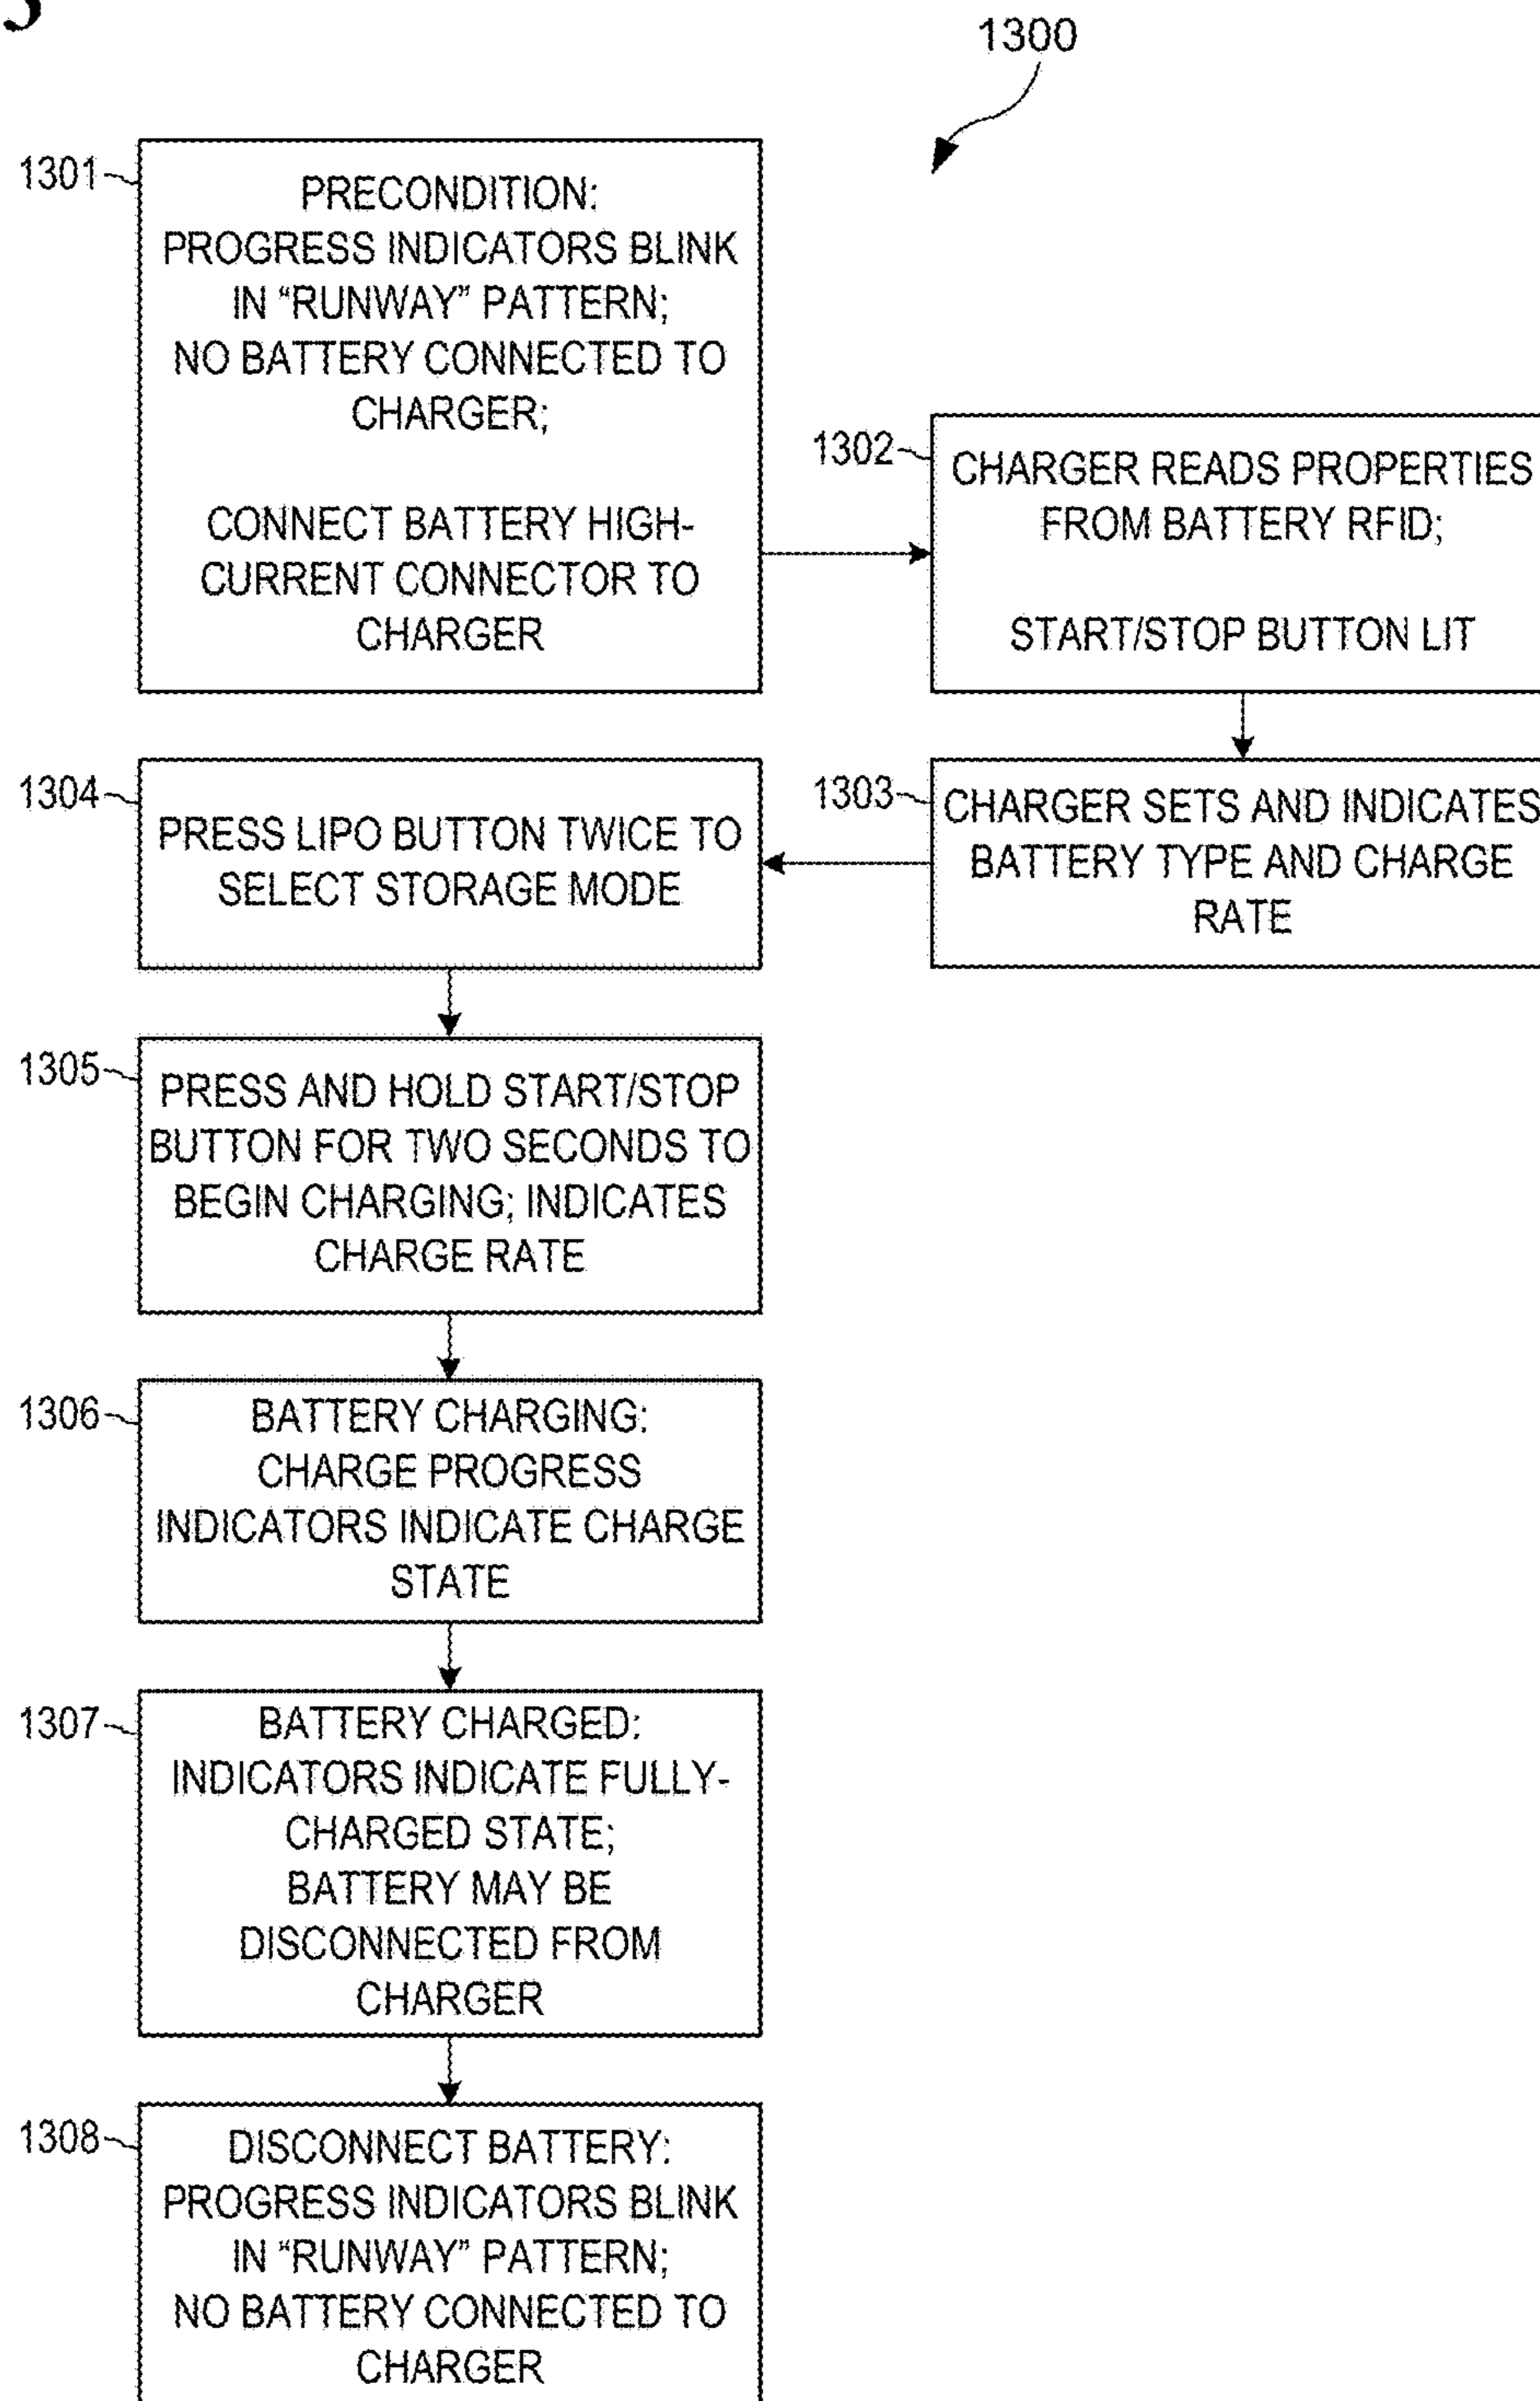 1300
1301
PRECONDITION:
PROGRESS INDICATORS BLINK
IN “RUNWAY” PATTERN;
NO BATTERY CONNECTED TO
CHARGER;
CONNECT BATTERY HIGH-
CURRENT CONNECTOR TO
CHARGER
1302
CHARGER READS PROPERTIES
FROM BATTERY RFID;
START/STOP BUTTON LIT
1303
CHARGER SETS AND INDICATES
BATTERY TYPE AND CHARGE
RATE
1304
PRESS LIPO BUTTON TWICE TO
SELECT STORAGE MODE
1305
PRESS AND HOLD START/STOP
BUTTON FOR TWO SECONDS TO
BEGIN CHARGING; INDICATES
CHARGE RATE
1306
BATTERY CHARGING:
CHARGE PROGRESS
INDICATORS INDICATE CHARGE
STATE
1307
BATTERY CHARGED:
INDICATORS INDICATE FULLY-
CHARGED STATE;
BATTERY MAY BE
DISCONNECTED FROM
CHARGER
1308
DISCONNECT BATTERY:
PROGRESS INDICATORS BLINK
IN “RUNWAY” PATTERN;
NO BATTERY CONNECTED TO
CHARGER